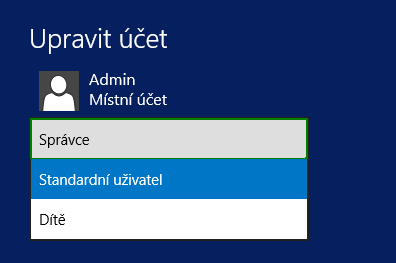 Upravit účet
Admin
Místní účet
Správce
Standardní uživatel
Dítě